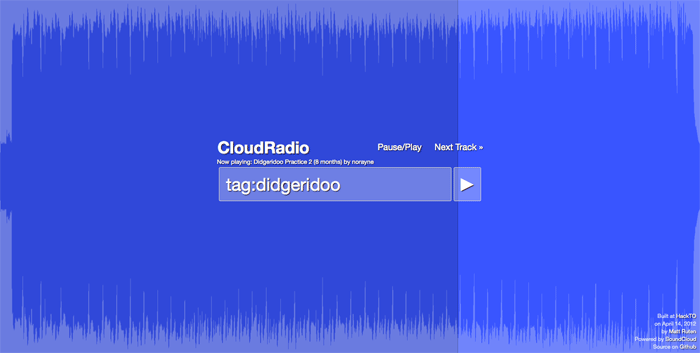 CloudRadio
Pause/Play
Next Track »
Now playing: Didgeridoo Practice 2 (8 months) by norayne
tag:didgeridoo
Built at HackTO
on April 14, 2012
by Matt Ruten
Powered by SoundCloud
Source on Github